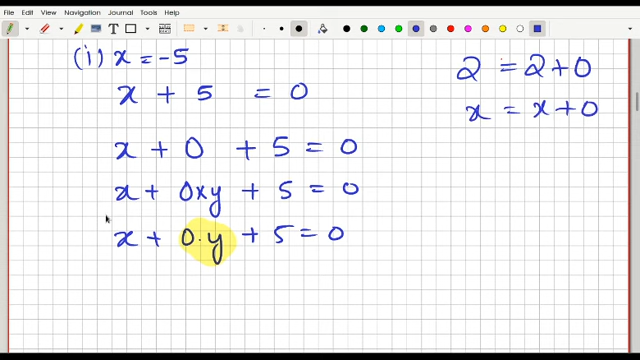 File View Edit Document Journal Tools Help
(i) x = -5
x + 5 = 0
x + 0 + 5 = 0
x + 0xy + 5 = 0
x + 0.y + 5 = 0
2 = 2+0
x = x+0